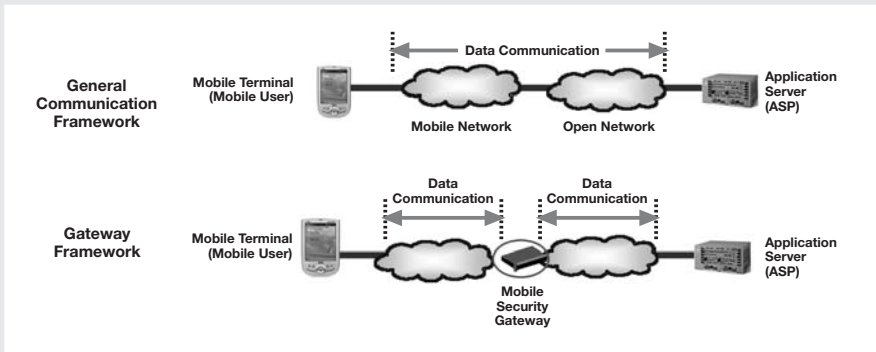 General
Communication
Framework
Mobile Terminal
(Mobile User)
Data Communication
Mobile Network
Open Network
Application
Server
(ASP)
Gateway
Framework
Mobile Terminal
(Mobile User)
Data
Communication
Data
Communication
Mobile
Security
Gateway
Application
Server
(ASP)